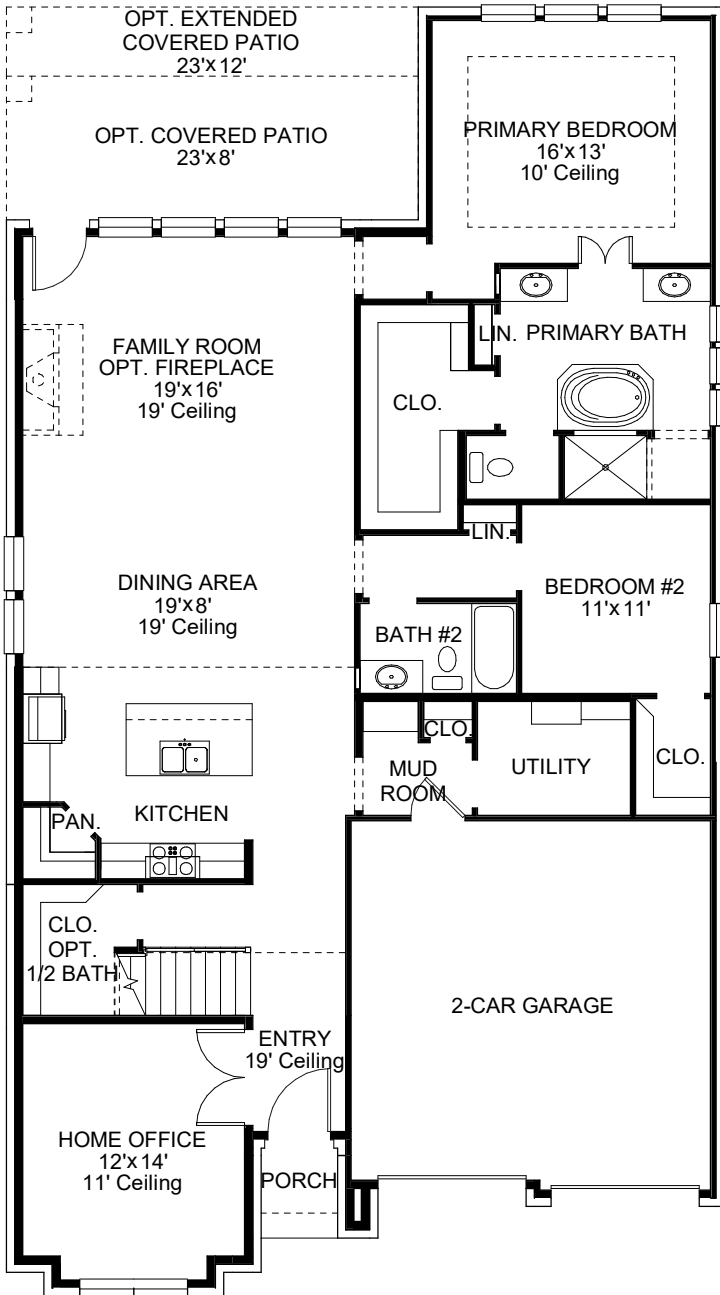 OPT. EXTENDED
COVERED PATIO
23'x12'
OPT. COVERED PATIO
23'x8'
PRIMARY BEDROOM
16'x13'
10' Ceiling
FAMILY ROOM
OPT. FIREPLACE
19'x16'
19' Ceiling
LIN.
PRIMARY BATH
CLO.
LIN.
DINING AREA
19'x8'
19' Ceiling
BEDROOM #2
11'x11'
BATH #2
CLO.
MUD
ROOM
UTILITY
CLO.
KITCHEN
PAN.
CLO.
OPT.
1/2 BATH
2-CAR GARAGE
ENTRY
19' Ceiling
HOME OFFICE
12'x14'
11' Ceiling
PORCH